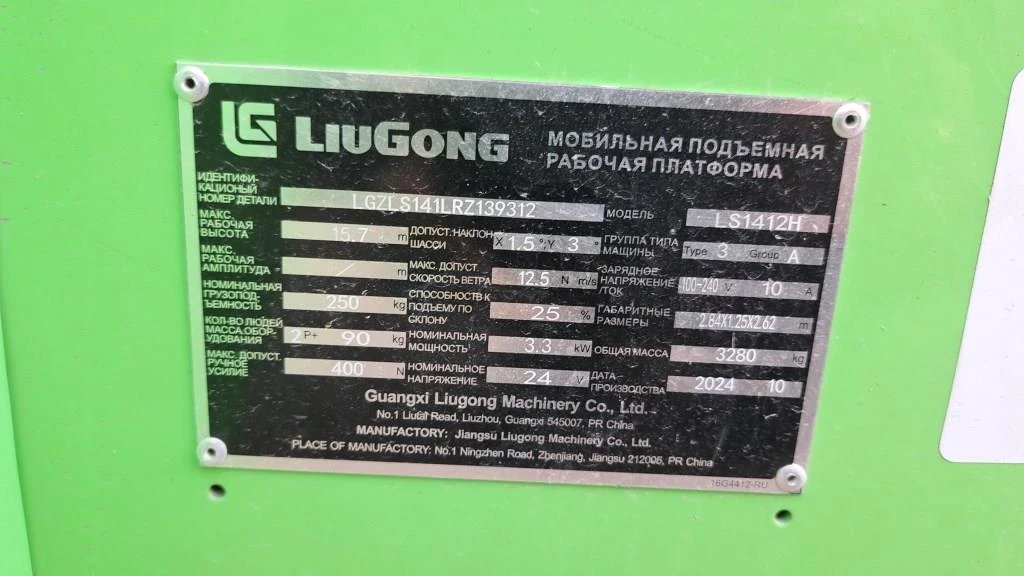 LG LIUGONG
МОБИЛЬНАЯ ПОДЪЕМНАЯ
РАБОЧАЯ ПЛАТФОРМА
ИДЕНТИФИ-
КАЦИОНЫЙ
НОМЕР ДЕТАЛИ LGZLS141LRZ139312 МОДЕЛЬ LS1412H
МАКС.
РАБОЧАЯ
ВЫСОТА 15.7 m
ДОПУСТ. НАКЛОН
ШАССИ X 1.5 °, Y 3 °
ГРУППА ТИПА
МАШИНЫ Type 3 Group A
МАКС.
РАБОЧАЯ
АМПЛИТУДА m
МАКС. ДОПУСТ.
СКОРОСТЬ ВЕТРА 12.5 N m/s
ЗАРЯДНОЕ
НАПРЯЖЕНИЕ
/ТОК 100-240 V 10 A
НОМИНАЛЬНАЯ
ГРУЗОПОД-
ЪЕМНОСТЬ 250 kg
СПОСОБНОСТЬ К
ПОДЪЕМУ ПО
СКЛОНУ 25 %
ГАБАРИТНЫЕ
РАЗМЕРЫ 2.84X1.25X2.62 m
КОЛ-ВО ЛЮДЕЙ
МАССА.ОБОР-
УДОВАНИЯ 2 P+ 90 kg
НОМИНАЛЬНАЯ
МОЩНОСТЬ 3.3 kW
ОБЩАЯ МАССА 3280 kg
МАКС. ДОПУСТ.
РУЧНОЕ
УСИЛИЕ 400 N
НОМИНАЛЬНОЕ
НАПРЯЖЕНИЕ 24 V
ДАТА
ПРОИЗВОДСТВА 2024 10
Guangxi Liugong Machinery Co., Ltd.
No.1 Liutai Road, Liuzhou, Guangxi 545007, PR China
MANUFACTORY: Jiangsu Liugong Machinery Co., Ltd.
PLACE OF MANUFACTORY: No.1 Ningzhen Road, Zhenjiang, Jiangsu 212006, PR China
16G4412-RU